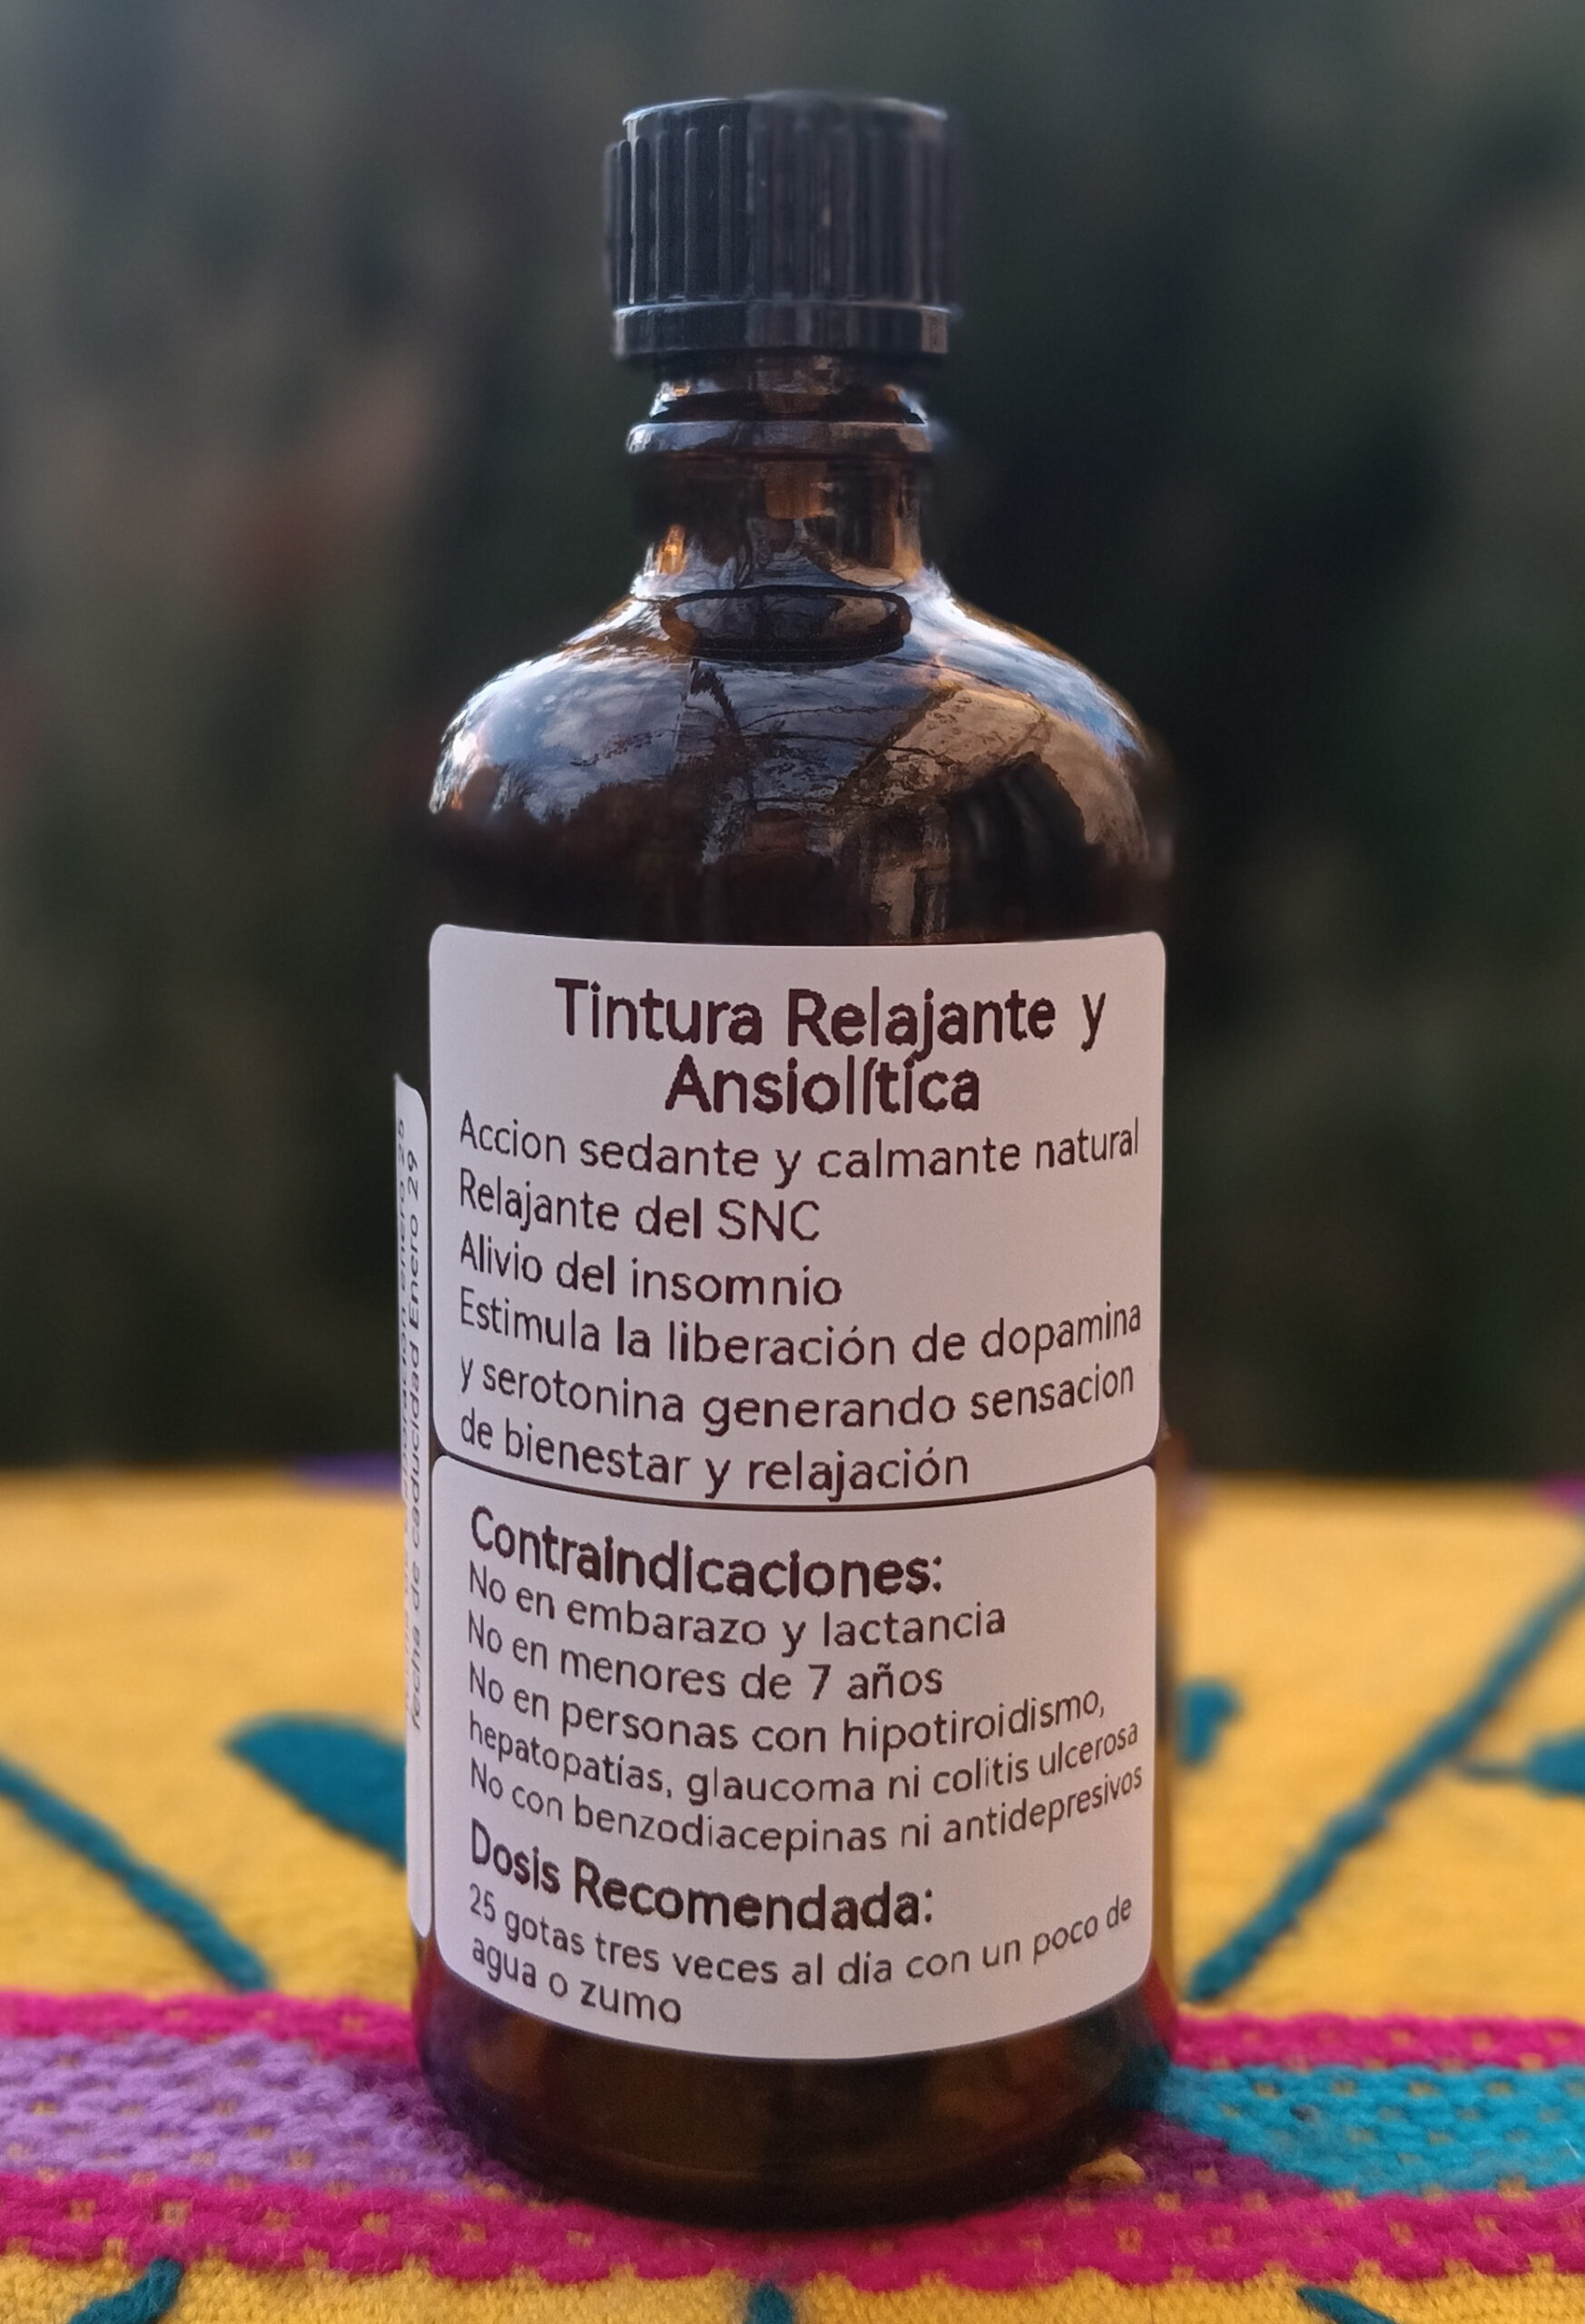 Tintura Relajante y
Ansiolítica
Accion sedante y calmante natural
Relajante del SNC
Alivio del insomnio
Estimula la liberación de dopamina
y serotonina generando sensacion
de bienestar y relajación
Contraindicaciones:
No en embarazo y lactancia
No en menores de 7 años
No en personas con hipotiroidismo,
hepatopatías, glaucoma ni colitis ulcerosa
No con benzodiacepinas ni antidepresivos
Dosis Recomendada:
25 gotas tres veces al día con un poco de
agua o zumo
enero 25
fecha de caducidad Enero 29